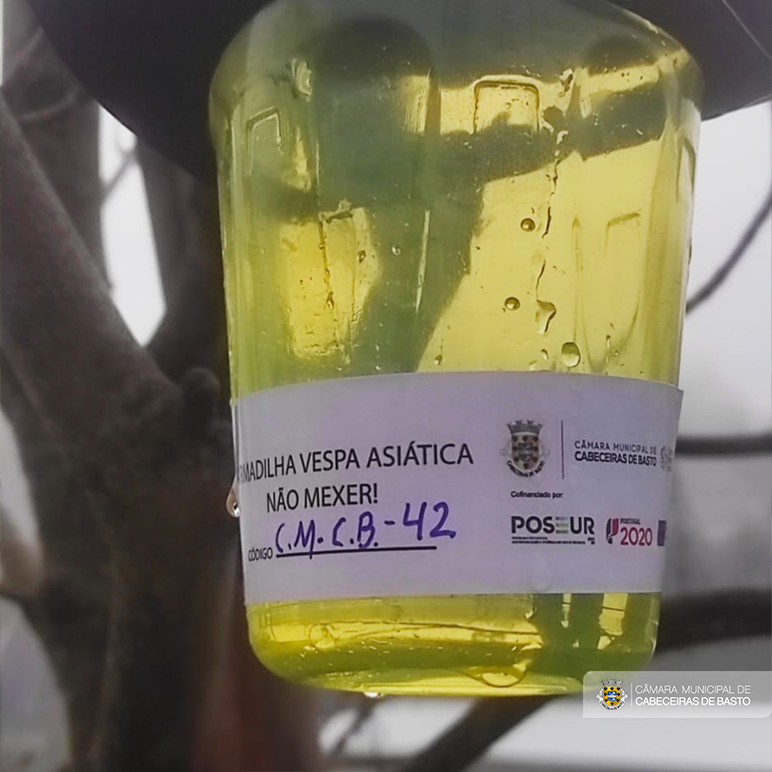 ARMADILHA VESPA ASIÁTICA
NÃO MEXER!
CÓDIGO C.M.C.B.-42
CÂMARA MUNICIPAL DE
CABECEIRAS DE BASTO
Cofinanciado por:
POSEUR
PORTUGAL
2020
CÂMARA MUNICIPAL DE
CABECEIRAS DE BASTO